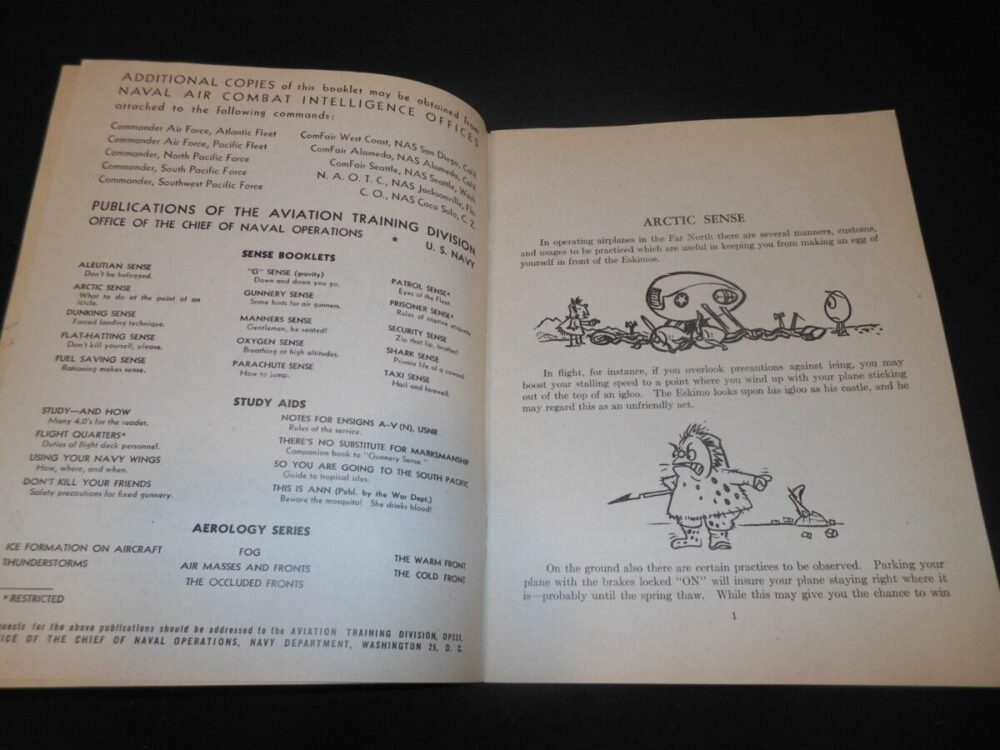 ADDITIONAL COPIES of this booklet may be obtained from
NAVAL AIR COMBAT INTELLIGENCE OFFICES
attached to the following commands:
Commander Air Force, Atlantic Fleet
Commander Air Force, Pacific Fleet
Commander, North Pacific Force
Commander, South Pacific Force
Commander, Southwest Pacific Force
ComFair West Coast, NAS San Diego, Calif.
ComFair Alameda, NAS Alameda, Calif.
ComFair Seattle, NAS Seattle, Wash.
N. A. O. T. C., NAS Jacksonville, Fla.
C. O., NAS Coco Solo, C. Z.
PUBLICATIONS OF THE AVIATION TRAINING DIVISION
OFFICE OF THE CHIEF OF NAVAL OPERATIONS ★ U. S. NAVY
SENSE BOOKLETS
ALEUTIAN SENSE
Don't be befogged.
ARCTIC SENSE
What to do at the point of an
icicle.
DUNKING SENSE
Forced landing technique.
FLAT-HATTING SENSE
Don't kill yourself, please.
FUEL SAVING SENSE
Rationing makes sense.
"G" SENSE (gravity)
Down and down you go.
GUNNERY SENSE
Some hints for air gunners.
MANNERS SENSE
Gentlemen, be seated!
OXYGEN SENSE
Breathing at high altitudes.
PARACHUTE SENSE
How to jump.
PATROL SENSE*
Eyes of the Fleet.
PRISONER SENSE*
Rules of captive etiquette.
SECURITY SENSE
Zip that lip, brother!
SHARK SENSE
Private life of a coward.
TAXI SENSE
Hail and farewell.
STUDY AIDS
STUDY—AND HOW
Many 4.0's for the reader.
FLIGHT QUARTERS*
Duties of flight deck personnel.
USING YOUR NAVY WINGS
How, where, and when.
DON'T KILL YOUR FRIENDS
Safety precautions for fixed gunnery.
NOTES FOR ENSIGNS A-V (N), USNR
Rules of the service.
THERE'S NO SUBSTITUTE FOR MARKSMANSHIP
Companion book to "Gunnery Sense."
SO YOU ARE GOING TO THE SOUTH PACIFIC
Guide to tropical isles.
THIS IS ANN (Publ. by the War Dept.)
Beware the mosquito! She drinks blood!
AEROLOGY SERIES
ICE FORMATION ON AIRCRAFT
THUNDERSTORMS
FOG
AIR MASSES AND FRONTS
THE OCCLUDED FRONTS
THE WARM FRONT
THE COLD FRONT
* RESTRICTED
quests for the above publications should be addressed to the AVIATION TRAINING DIVISION,
FICE OF THE CHIEF OF NAVAL OPERATIONS, NAVY DEPARTMENT, WASHINGTON 25, D. C.
ARCTIC SENSE
In operating airplanes in the Far North there are several manners, customs,
and usages to be practiced which are useful in keeping you from making an egg of
yourself in front of the Eskimos.
In flight, for instance, if you overlook precautions against icing, you may
boost your stalling speed to a point where you wind up with your plane sticking
out of the top of an igloo. The Eskimo looks upon his igloo as his castle, and he
may regard this as an unfriendly act.
On the ground also there are certain practices to be observed. Parking your
plane with the brakes locked "ON" will insure your plane staying right where it
is—probably until the spring thaw. While this may give you the chance to win
1